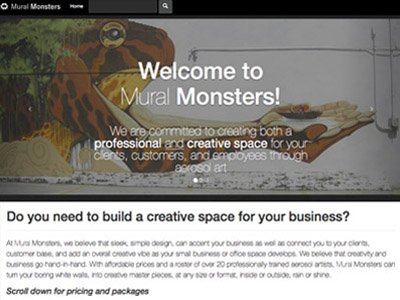 Mural Monsters Home
Welcome to
Mural Monsters!
We are committed to creating both a
professional and creative space for your
clients, customers, and employees through
aerosol art
Do you need to build a creative space for your business?
At Mural Monsters, we believe that sleek, simple design, can accent your business as well as connect you to your clients,
customer base, and add an overall creative vibe as your small business or office space develops. We believe that creativity and
business go hand-in-hand. With affordable prices and a roster of over 20 professionally trained aerosol artists, Mural Monsters can
turn your boring white walls, into creative master pieces, at any size or format, inside or outside, rain or shine.
Scroll down for pricing and packages